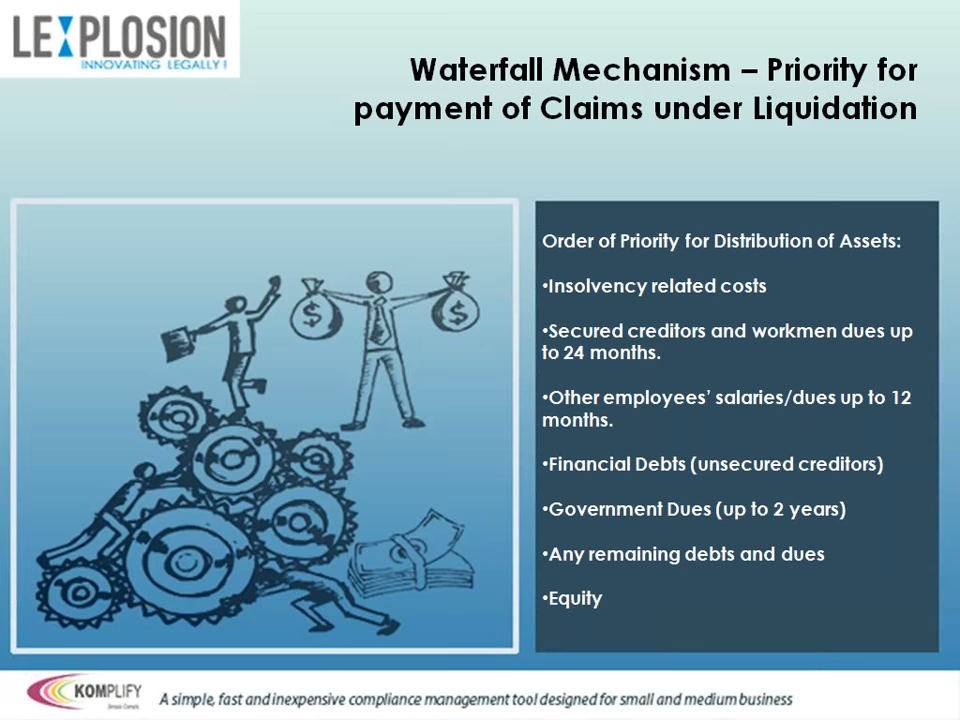 LEXPLOSION
INNOVATING LEGALLY!
Waterfall Mechanism – Priority for
payment of Claims under Liquidation
Order of Priority for Distribution of Assets:
•Insolvency related costs
•Secured creditors and workmen dues up
to 24 months.
•Other employees' salaries/dues up to 12
months.
•Financial Debts (unsecured creditors)
•Government Dues (up to 2 years)
•Any remaining debts and dues
•Equity
$ $
KOMPLIFY
A simple, fast and inexpensive compliance management tool designed for small and medium business